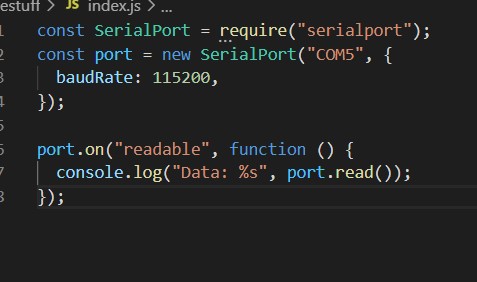 estuff > JS index.js > ...
1 const SerialPort = require("serialport");
2 const port = new SerialPort("COM5", {
3   baudRate: 115200,
4 });
5
6 port.on("readable", function () {
7   console.log("Data: %s", port.read());
8 });